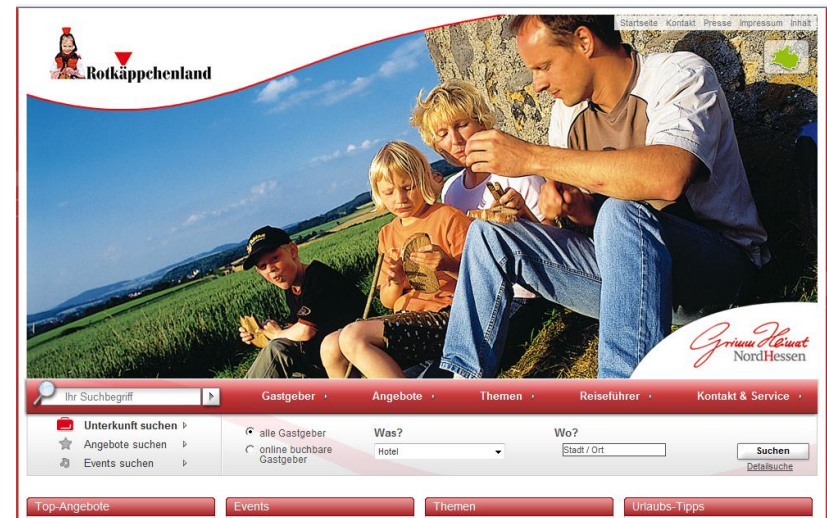 Startseite Kontakt Presse Impressum Inhalt
Rotkäppchenland
Grimm Heimat
NordHessen
Ihr Suchbegriff
Gastgeber
Angebote
Themen
Reiseführer
Kontakt & Service
Unterkunft suchen
Angebote suchen
Events suchen
alle Gastgeber
online buchbare
Gastgeber
Was?
Hotel
Wo?
Stadt / Ort
Suchen
Detailsuche
Top-Angebote
Events
Themen
Urlaubs-Tipps